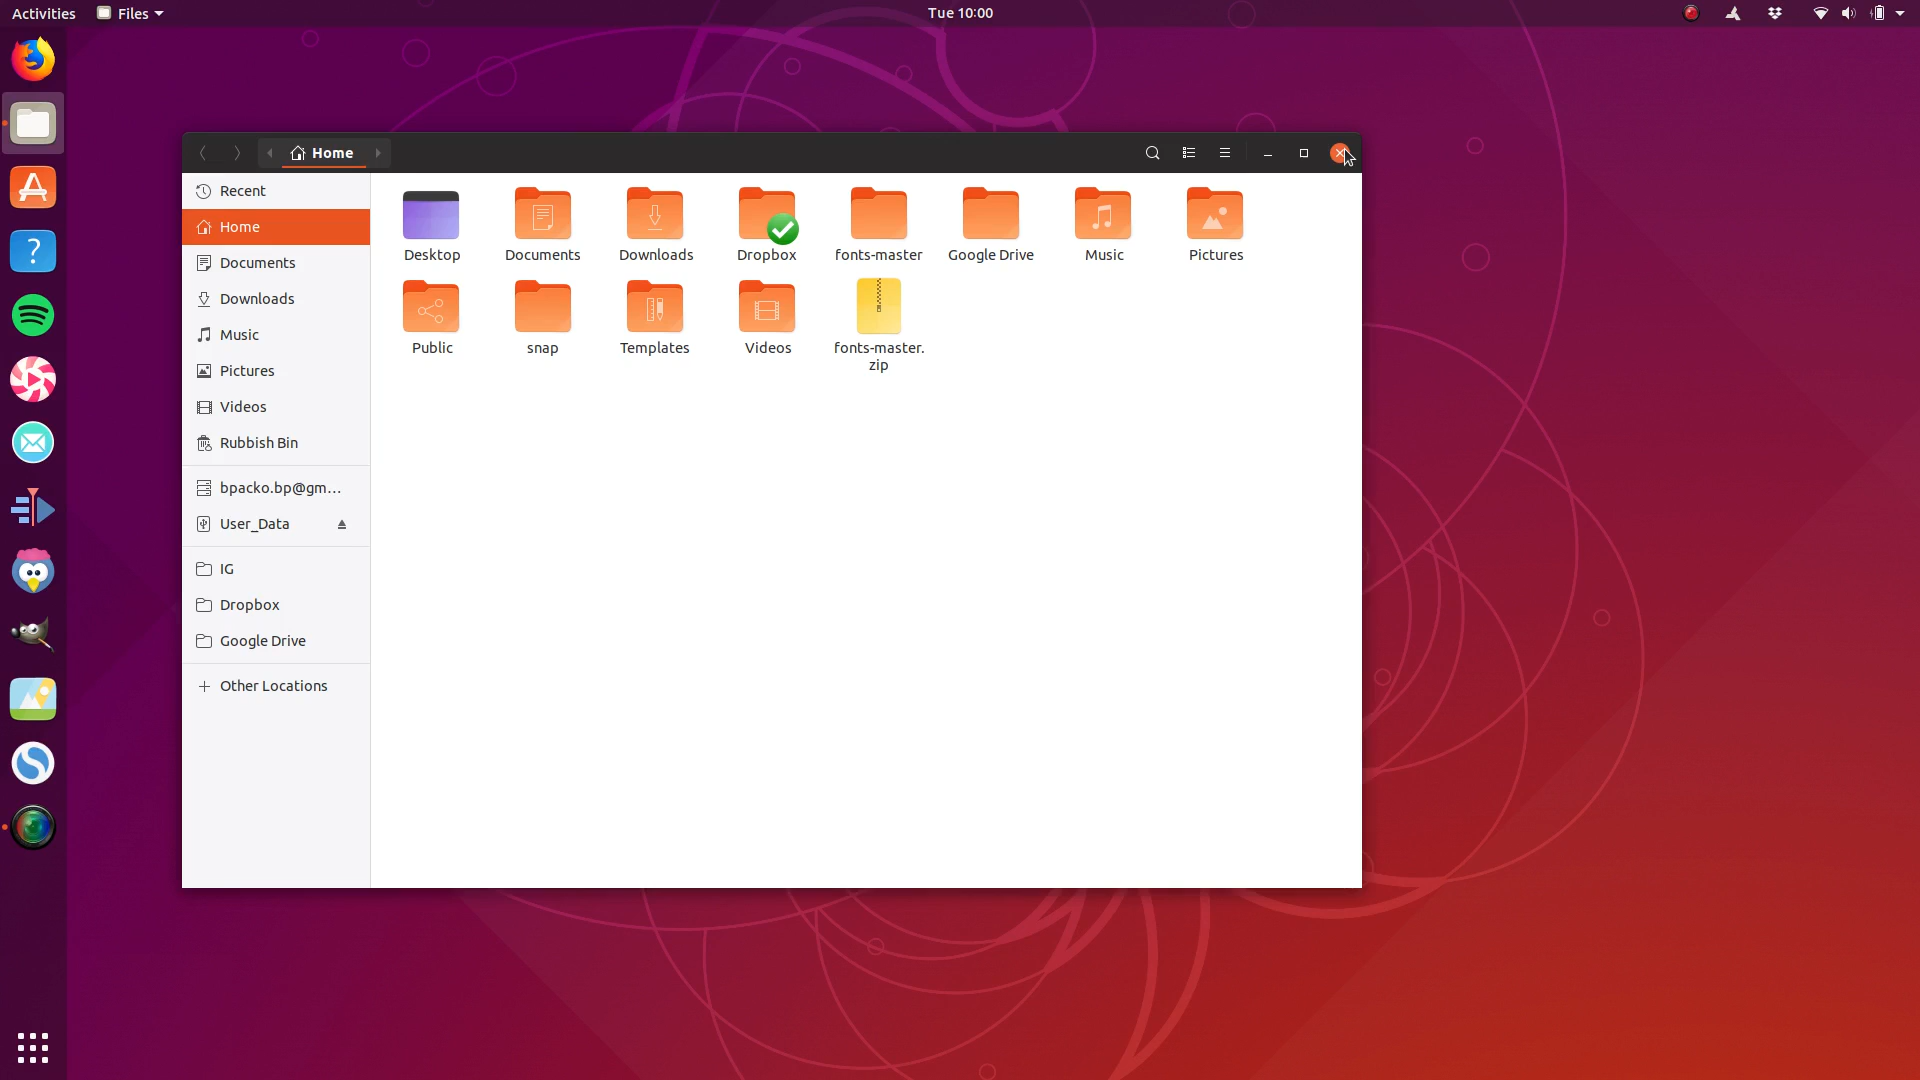 Activities Files Tue 10:00
Home
Recent
Home
Documents
Downloads
Music
Pictures
Videos
Rubbish Bin
bpacko.bp@gm...
User_Data
IG
Dropbox
Google Drive
Other Locations
Desktop Documents Downloads Dropbox fonts-master Google Drive Music Pictures
Public snap Templates Videos fonts-master.
zip